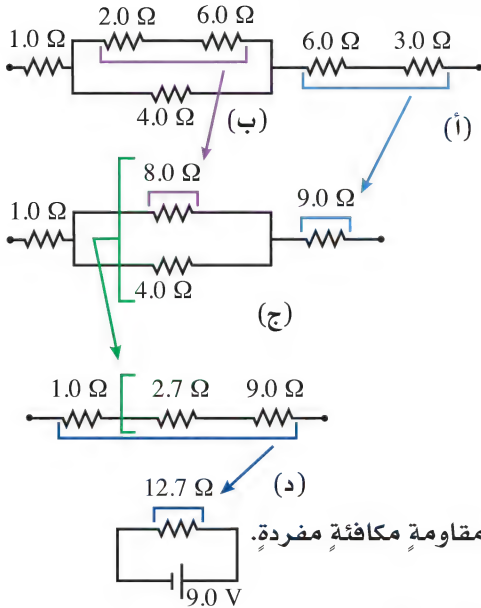 2.0 Ω 6.0 Ω
1.0 Ω 6.0 Ω 3.0 Ω
4.0 Ω (ب) (أ)
8.0 Ω
1.0 Ω 9.0 Ω
4.0 Ω
(ج)
1.0 Ω 2.7 Ω 9.0 Ω
(د)
12.7 Ω
مقاومةٍ مكافئةٍ مفردةٍ.
9.0 V